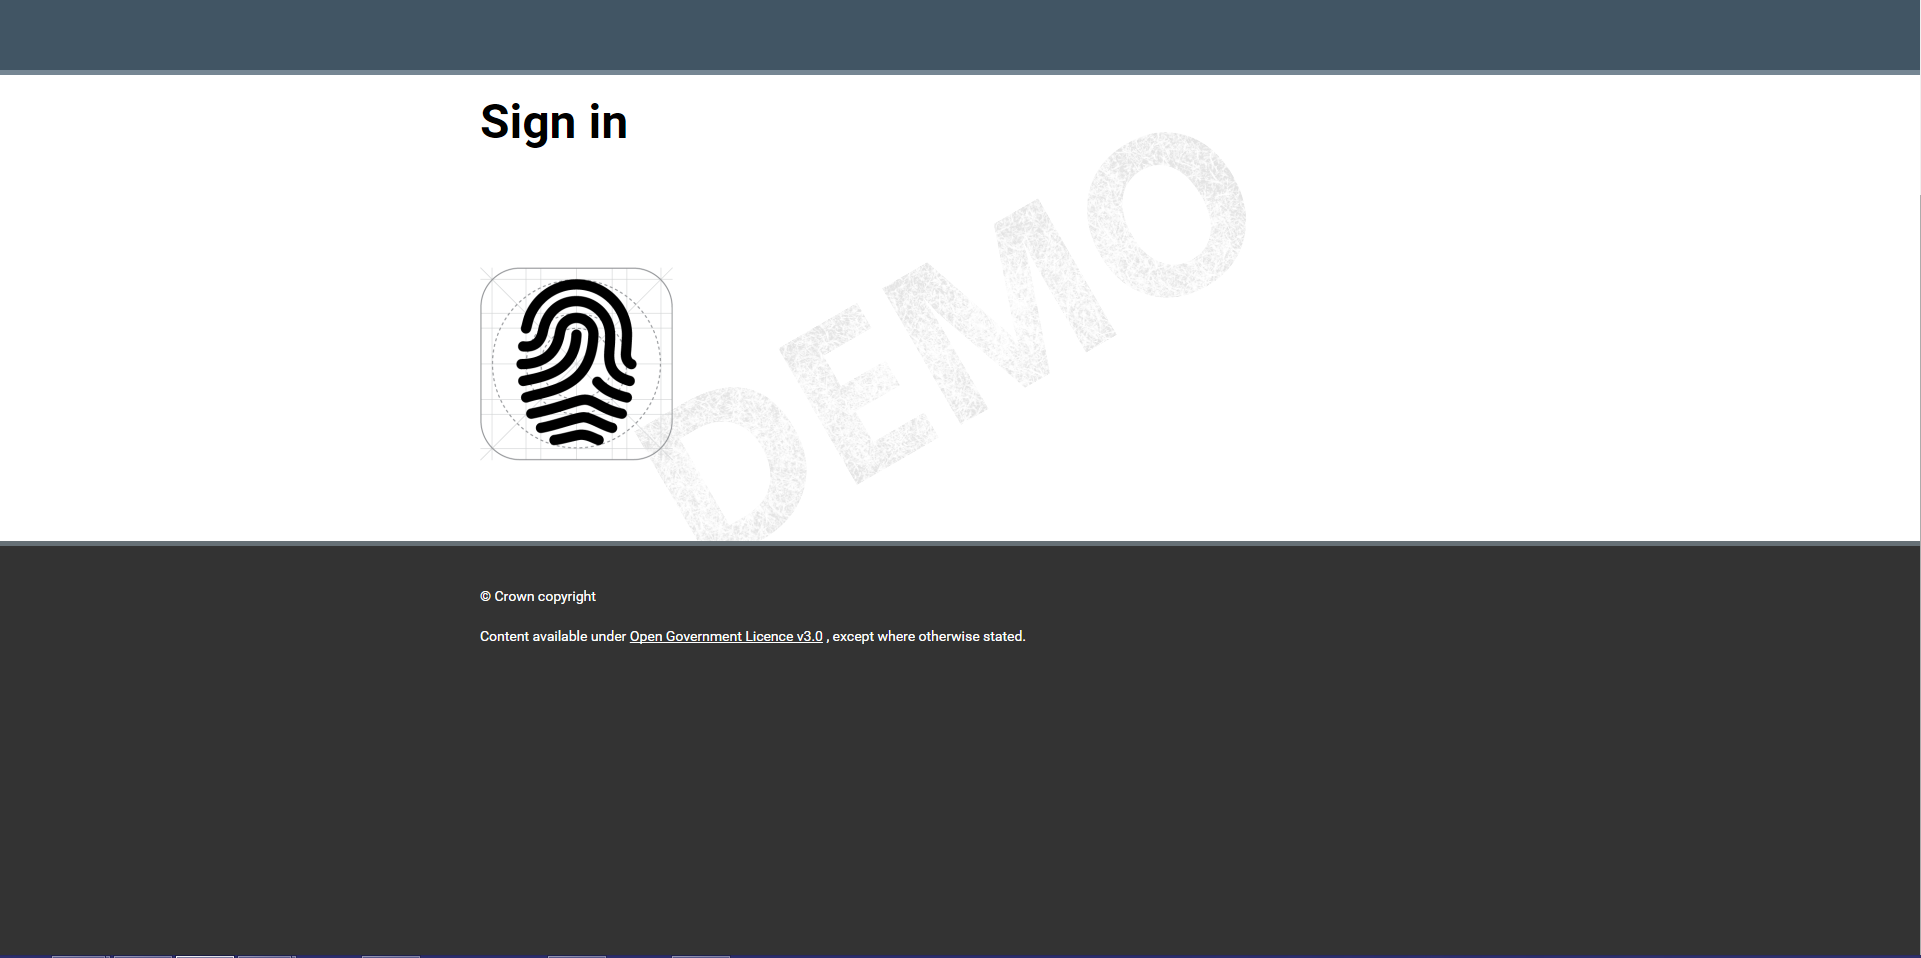 Sign in
DEMO
© Crown copyright
Content available under Open Government Licence v3.0 , except where otherwise stated.